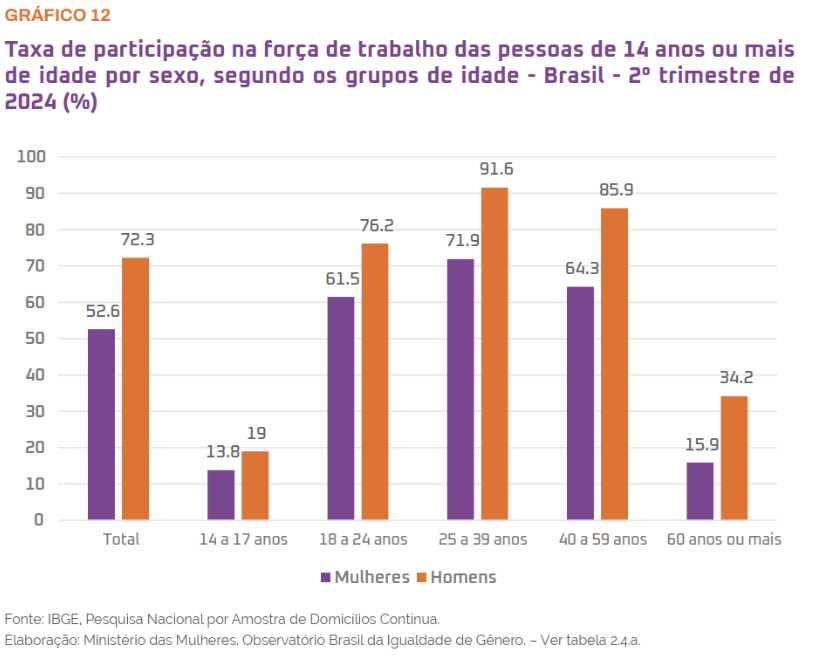 GRÁFICO 12
Taxa de participação na força de trabalho das pessoas de 14 anos ou mais
de idade por sexo, segundo os grupos de idade - Brasil - 2º trimestre de
2024 (%)
100
90
80
70
60
50
40
30
20
10
0
52.6
72.3
13.8
19
61.5
76.2
71.9
91.6
64.3
85.9
15.9
34.2
Total
14 a 17 anos
18 a 24 anos
25 a 39 anos
40 a 59 anos
60 anos ou mais
Mulheres Homens
Fonte: IBGE, Pesquisa Nacional por Amostra de Domicílios Contínua.
Elaboração: Ministério das Mulheres. Observatório Brasil da Igualdade de Gênero. – Ver tabela 2.4.a.